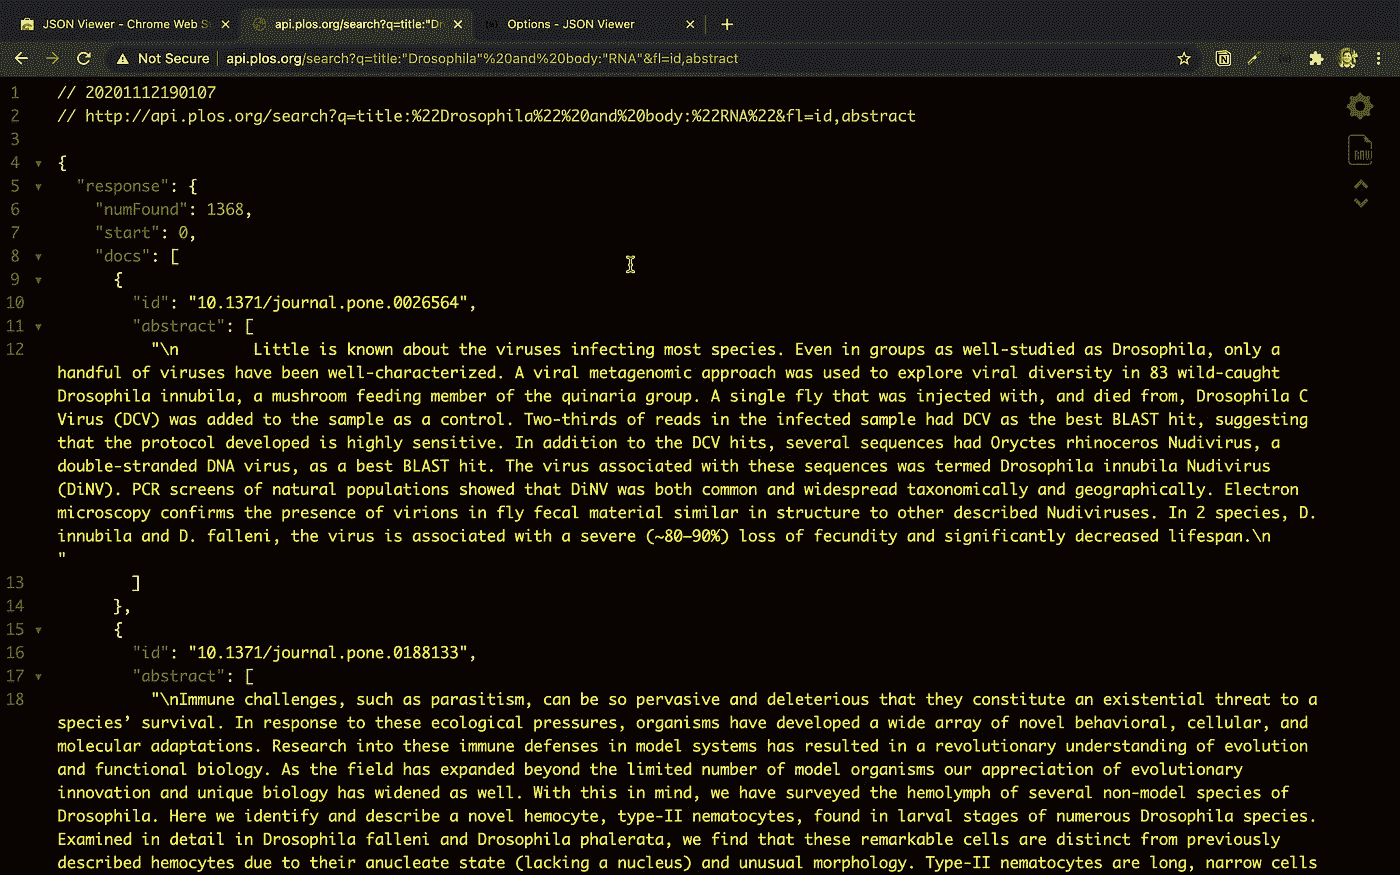 JSON Viewer - Chrome Web S
api.plos.org/search?q=title:"Dr
Options - JSON Viewer
Not Secure
api.plos.org/search?q=title:"Drosophila"%20and%20body:"RNA"&fl=id,abstract
1 // 20201112190107
2 // http://api.plos.org/search?q=title:%22Drosophila%22%20and%20body:%22RNA%22&fl=id,abstract
3
4 {
5 "response": {
6 "numFound": 1368,
7 "start": 0,
8 "docs": [
9 {
10 "id": "10.1371/journal.pone.0026564",
11 "abstract": [
12 "\n Little is known about the viruses infecting most species. Even in groups as well-studied as Drosophila, only a
handful of viruses have been well-characterized. A viral metagenomic approach was used to explore viral diversity in 83 wild-caught
Drosophila innubila, a mushroom feeding member of the quinaria group. A single fly that was injected with, and died from, Drosophila C
Virus (DCV) was added to the sample as a control. Two-thirds of reads in the infected sample had DCV as the best BLAST hit, suggesting
that the protocol developed is highly sensitive. In addition to the DCV hits, several sequences had Oryctes rhinoceros Nudivirus, a
double-stranded DNA virus, as a best BLAST hit. The virus associated with these sequences was termed Drosophila innubila Nudivirus
(DiNV). PCR screens of natural populations showed that DiNV was both common and widespread taxonomically and geographically. Electron
microscopy confirms the presence of virions in fly fecal material similar in structure to other described Nudiviruses. In 2 species, D.
innubila and D. falleni, the virus is associated with a severe (~80–90%) loss of fecundity and significantly decreased lifespan.\n
"
13 ]
14 },
15 {
16 "id": "10.1371/journal.pone.0188133",
17 "abstract": [
18 "\nImmune challenges, such as parasitism, can be so pervasive and deleterious that they constitute an existential threat to a
species’ survival. In response to these ecological pressures, organisms have developed a wide array of novel behavioral, cellular, and
molecular adaptations. Research into these immune defenses in model systems has resulted in a revolutionary understanding of evolution
and functional biology. As the field has expanded beyond the limited number of model organisms our appreciation of evolutionary
innovation and unique biology has widened as well. With this in mind, we have surveyed the hemolymph of several non-model species of
Drosophila. Here we identify and describe a novel hemocyte, type-II nematocytes, found in larval stages of numerous Drosophila species.
Examined in detail in Drosophila falleni and Drosophila phalerata, we find that these remarkable cells are distinct from previously
described hemocytes due to their anucleate state (lacking a nucleus) and unusual morphology. Type-II nematocytes are long, narrow cells
RAW